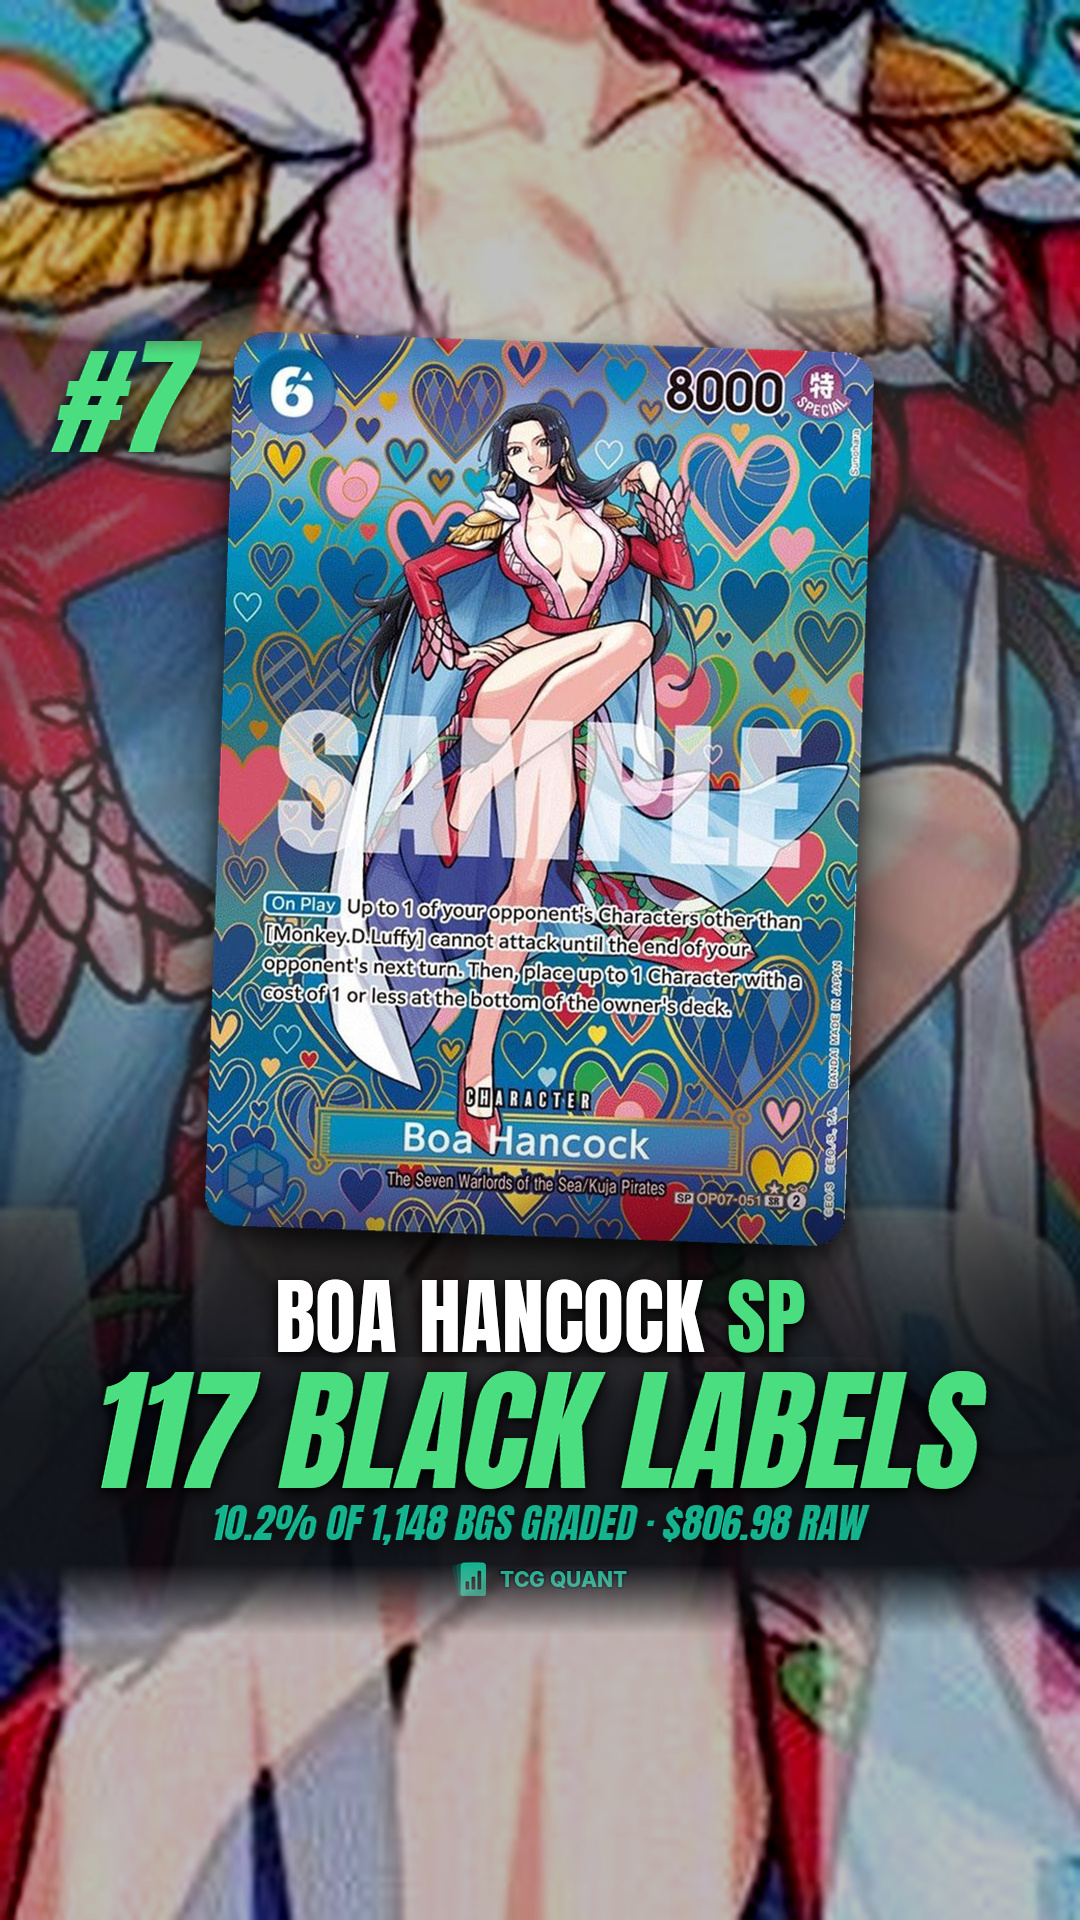 #7
6
8000
特
SPECIAL
Sunohara
SAMPLE
On Play Up to 1 of your opponent's Characters other than
[Monkey.D.Luffy] cannot attack until the end of your
opponent's next turn. Then, place up to 1 Character with a
cost of 1 or less at the bottom of the owner's deck.
CHARACTER
Boa Hancock
The Seven Warlords of the Sea/Kuja Pirates
SP OP07-051 SR 2
©EO/S ©E.O./S., T.A. BANDAI MADE IN JAPAN
BOA HANCOCK SP
117 BLACK LABELS
10.2% OF 1,148 BGS GRADED · $806.98 RAW
TCG QUANT